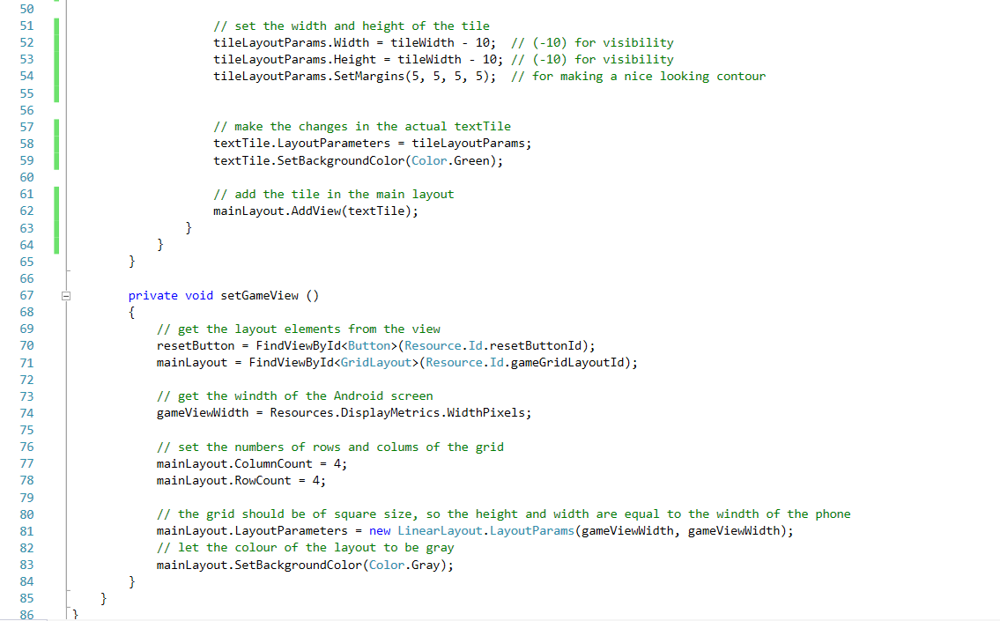 50
51 // set the width and height of the tile
52 tileLayoutParams.Width = tileWidth - 10; // (-10) for visibility
53 tileLayoutParams.Height = tileWidth - 10; // (-10) for visibility
54 tileLayoutParams.SetMargins(5, 5, 5, 5); // for making a nice looking contour
55
56
57 // make the changes in the actual textTile
58 textTile.LayoutParameters = tileLayoutParams;
59 textTile.SetBackgroundColor(Color.Green);
60
61 // add the tile in the main layout
62 mainLayout.AddView(textTile);
63 }
64 }
65 }
66
67 private void setGameView ()
68 {
69 // get the layout elements from the view
70 resetButton = FindViewById<Button>(Resource.Id.resetButtonId);
71 mainLayout = FindViewById<GridLayout>(Resource.Id.gameGridLayoutId);
72
73 // get the windth of the Android screen
74 gameViewWidth = Resources.DisplayMetrics.WidthPixels;
75
76 // set the numbers of rows and colums of the grid
77 mainLayout.ColumnCount = 4;
78 mainLayout.RowCount = 4;
79
80 // the grid should be of square size, so the height and width are equal to the windth of the phone
81 mainLayout.LayoutParameters = new LinearLayout.LayoutParams(gameViewWidth, gameViewWidth);
82 // let the colour of the layout to be gray
83 mainLayout.SetBackgroundColor(Color.Gray);
84 }
85 }
86 }